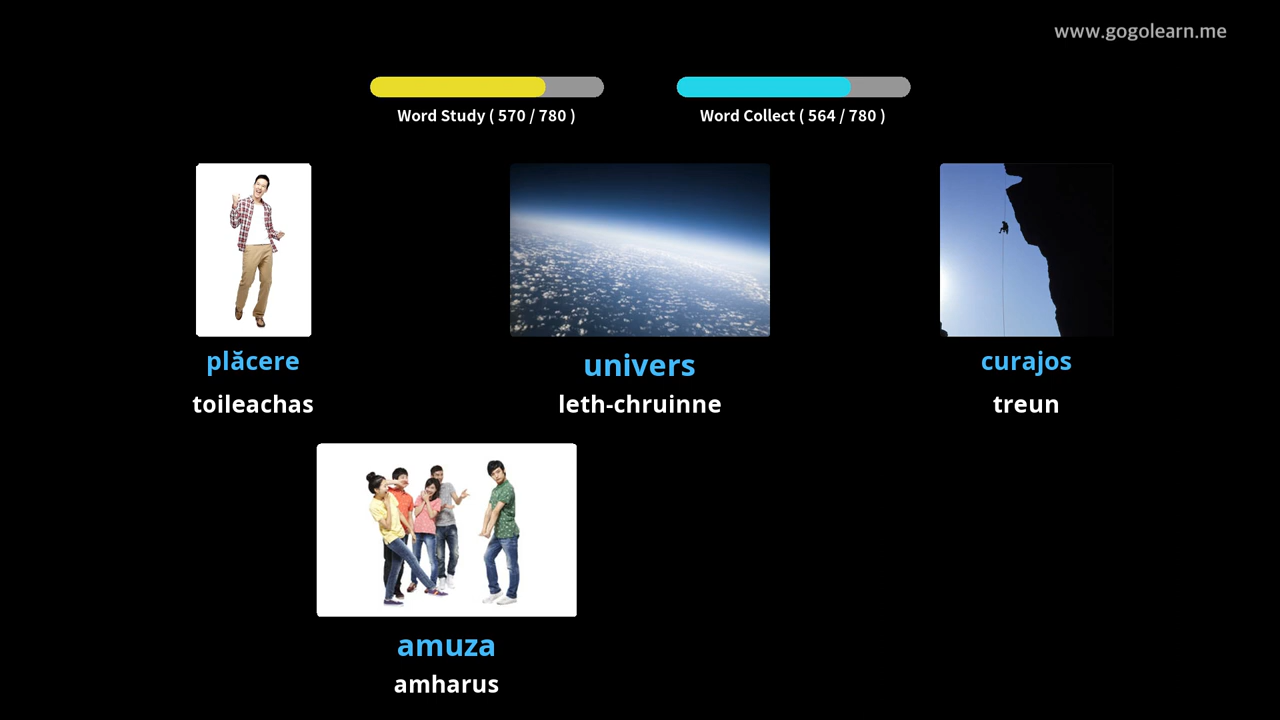 www.gogolearn.me
Word Study ( 570 / 780 )
Word Collect ( 564 / 780 )
plăcere
toileachas
univers
leth-chruinne
curajos
treun
amuza
amharus